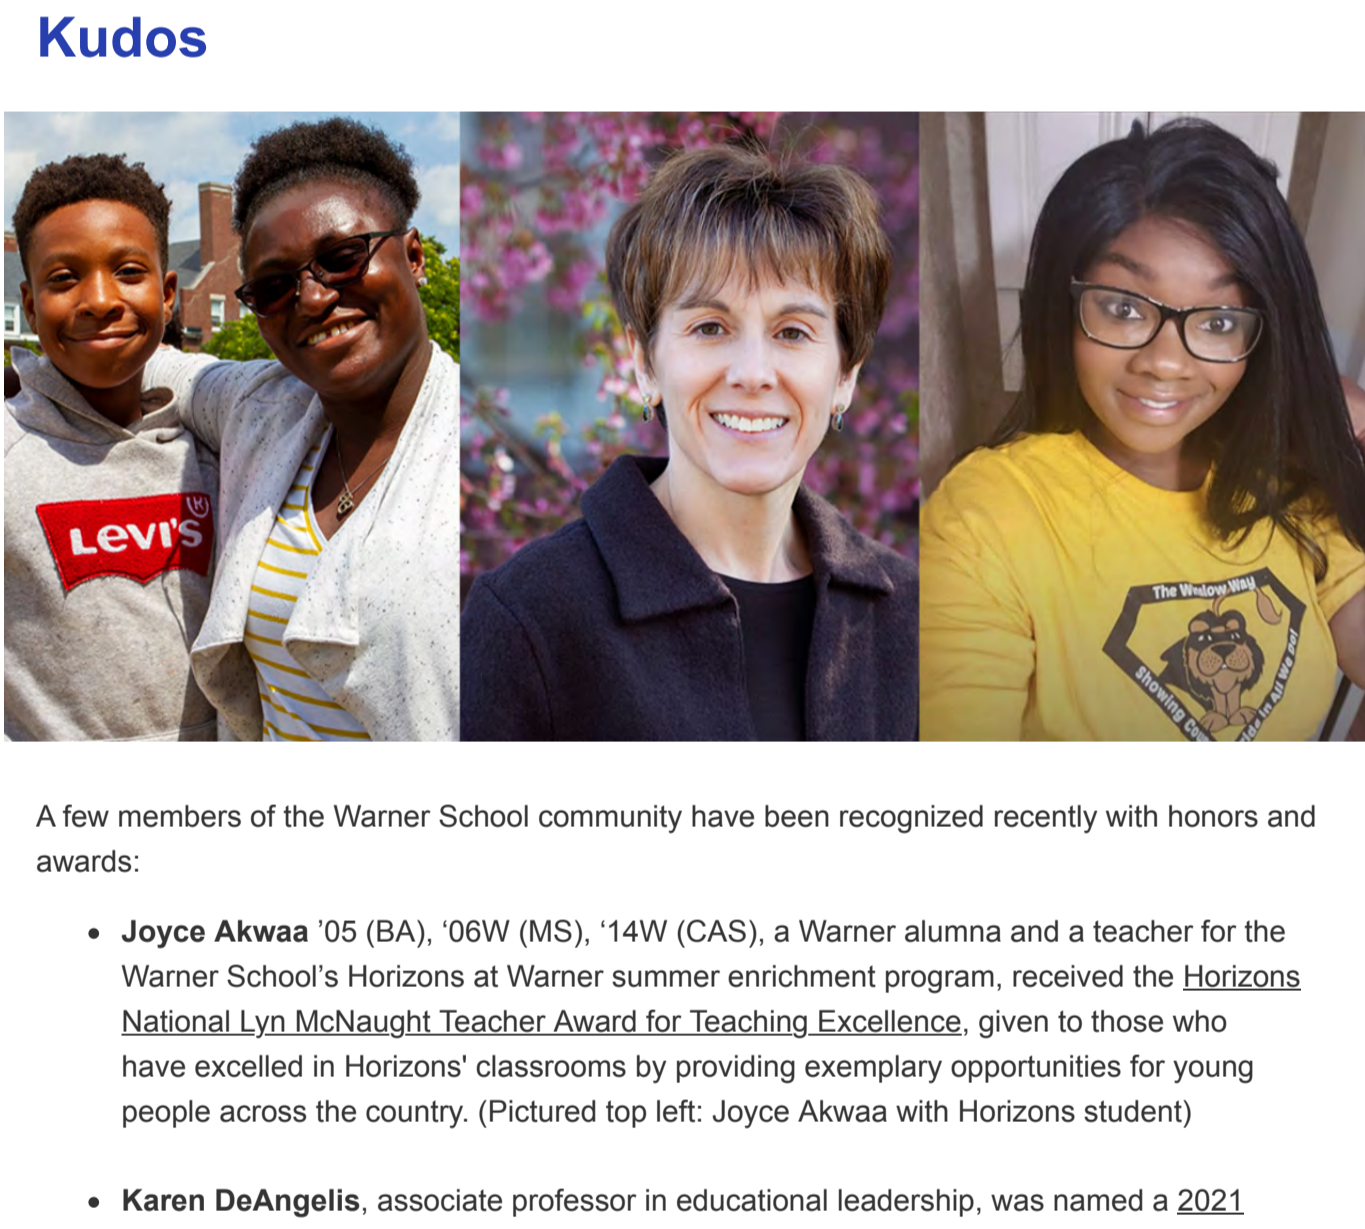 Kudos
LEVI'S
®
The Winslow Way
Showing
In All We Do!
A few members of the Warner School community have been recognized recently with honors and
awards:
• Joyce Akwaa ’05 (BA), ‘06W (MS), ‘14W (CAS), a Warner alumna and a teacher for the
Warner School’s Horizons at Warner summer enrichment program, received the Horizons
National Lyn McNaught Teacher Award for Teaching Excellence, given to those who
have excelled in Horizons' classrooms by providing exemplary opportunities for young
people across the country. (Pictured top left: Joyce Akwaa with Horizons student)
• Karen DeAngelis, associate professor in educational leadership, was named a 2021